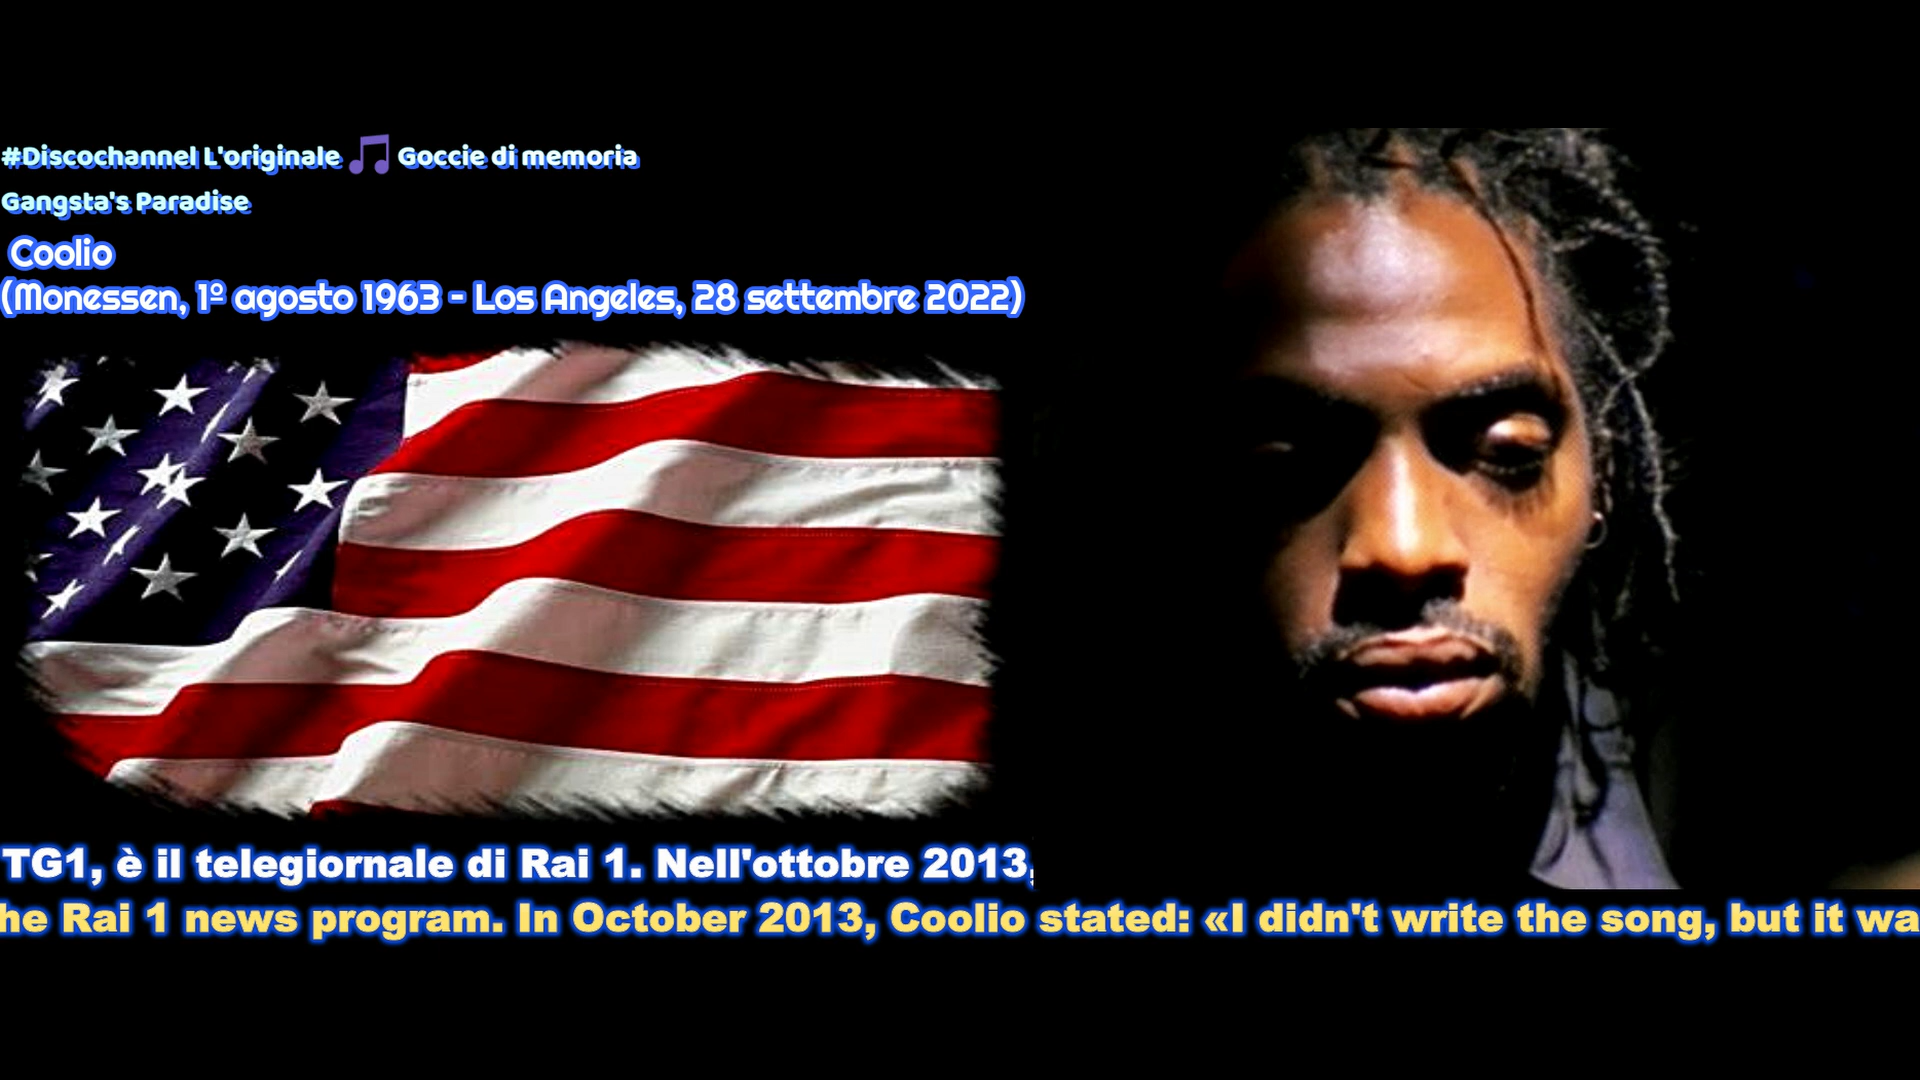 #Discochannel L'originale 🎵 Goccie di memoria
Gangsta's Paradise
Coolio
(Monessen, 1º agosto 1963 - Los Angeles, 28 settembre 2022)
TG1, è il telegiornale di Rai 1. Nell'ottobre 2013,
Rai 1 news program. In October 2013, Coolio stated: «I didn't write the song, but it